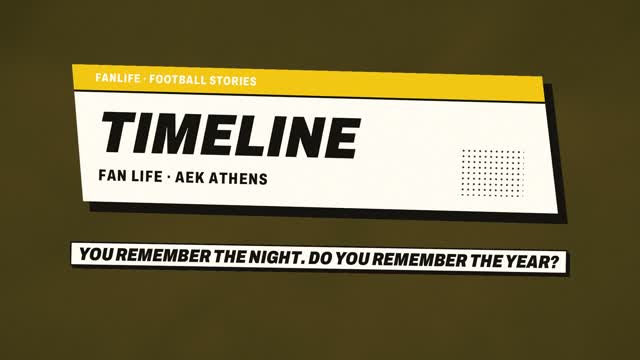 FANLIFE · FOOTBALL STORIES
TIMELINE
FAN LIFE · AEK ATHENS
YOU REMEMBER THE NIGHT. DO YOU REMEMBER THE YEAR?